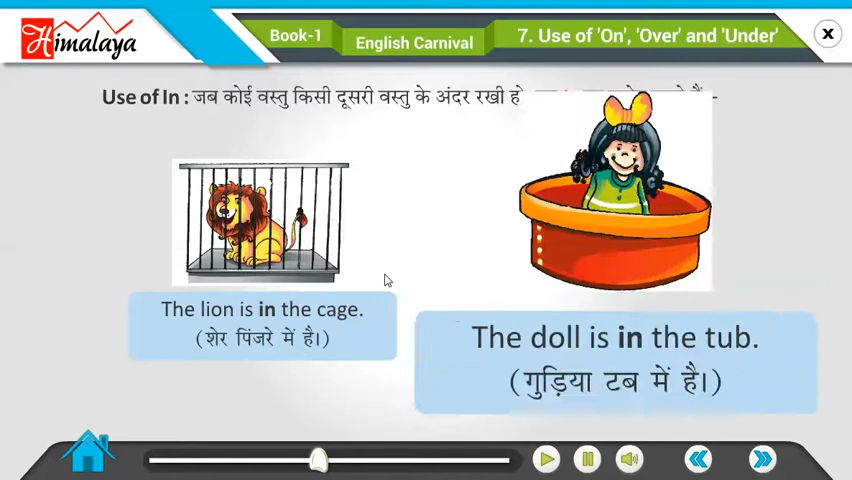 Himalaya
Book-1
English Carnival
7. Use of 'On', 'Over' and 'Under'
X
Use of In : जब कोई वस्तु किसी दूसरी वस्तु के अंदर रखी हो
The lion is in the cage.
(शेर पिंजरे में है।)
The doll is in the tub.
(गुड़िया टब में है।)